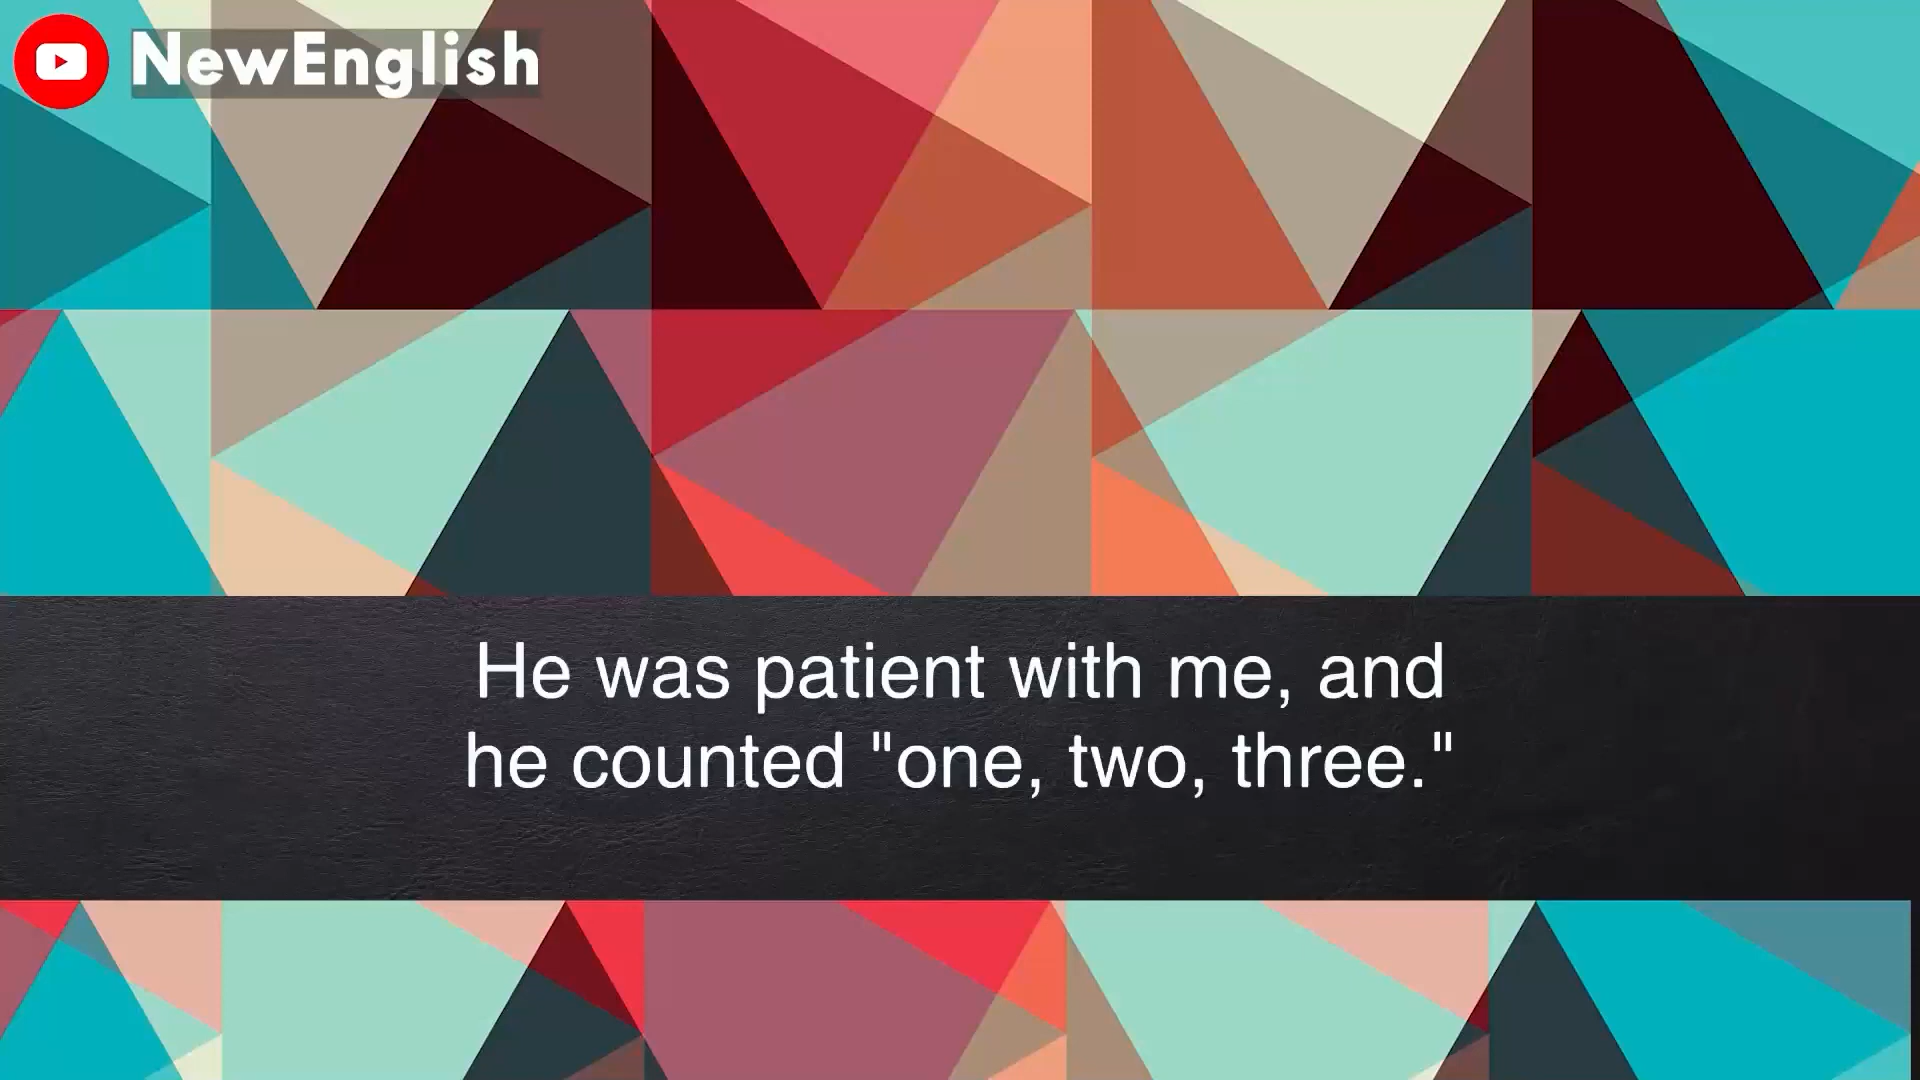 NewEnglish
He was patient with me, and
he counted "one, two, three."